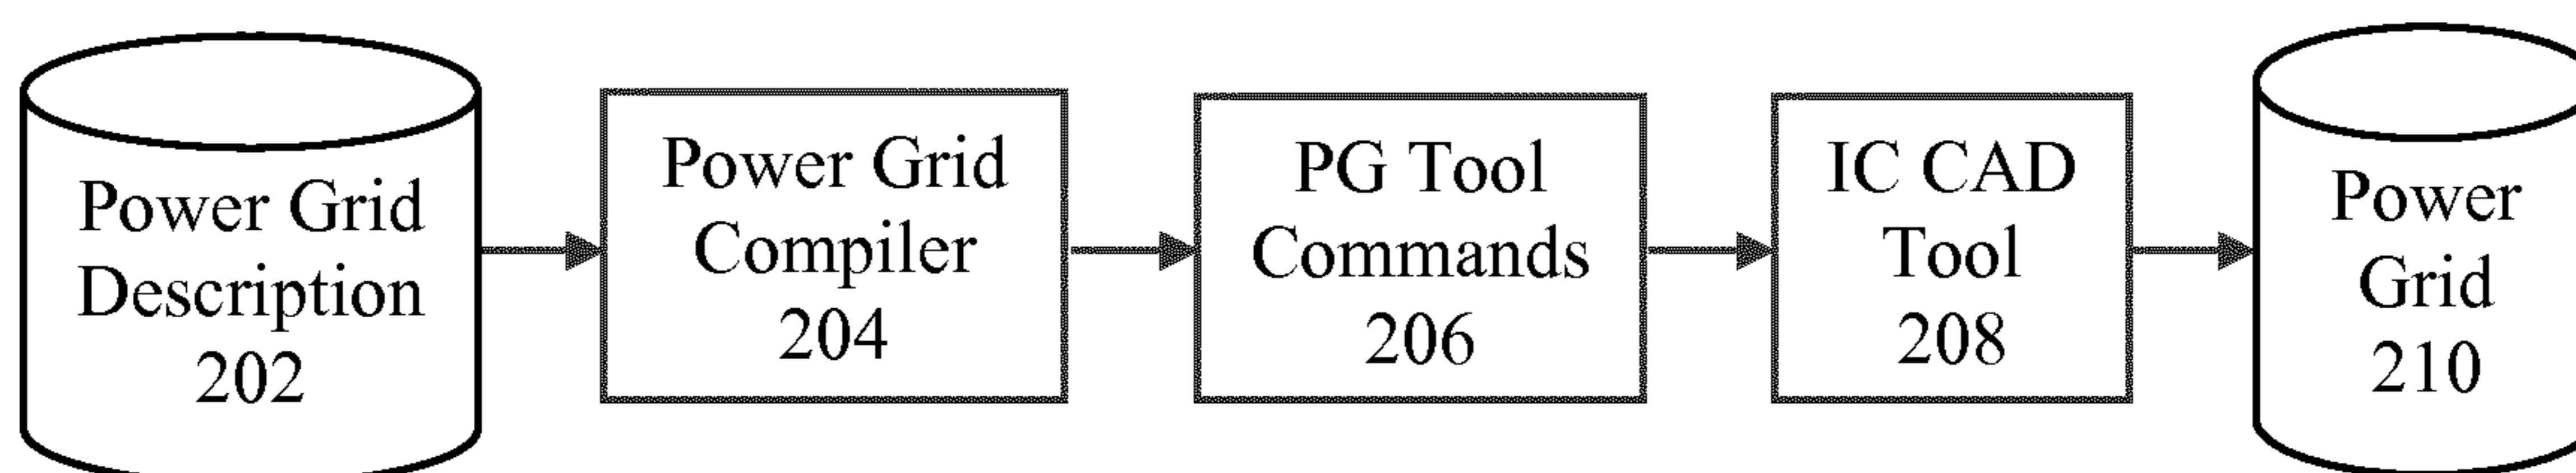 Power Grid
Description
202
Power Grid
Compiler
204
PG Tool
Commands
206
IC CAD
Tool
208
Power
Grid
210